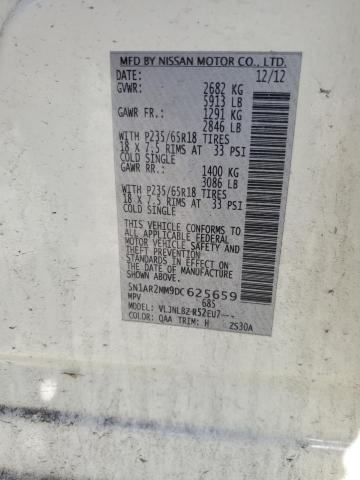 MFD BY NISSAN MOTOR CO., LTD.
DATE: 12/12
GVWR: 2682 KG
5913 LB
GAWR FR.: 1291 KG
2846 LB
WITH P235/65R18 TIRES
18 X 7.5 RIMS AT 33 PSI
COLD SINGLE
GAWR RR.: 1400 KG
3086 LB
WITH P235/65R18 TIRES
18 X 7.5 RIMS AT 33 PSI
COLD SINGLE
THIS VEHICLE CONFORMS TO ALL
APPLICABLE FEDERAL
MOTOR VEHICLE SAFETY AND
THEFT PREVENTION
STANDARDS IN EFFECT ON THE
DATE OF MANUFACTURE
SHOWN ABOVE.
5N1AR2MM9DC625659
MPV 685
MODEL: VLJNLBZ-R52EU7---
COLOR: QAA TRIM: H ZS30A